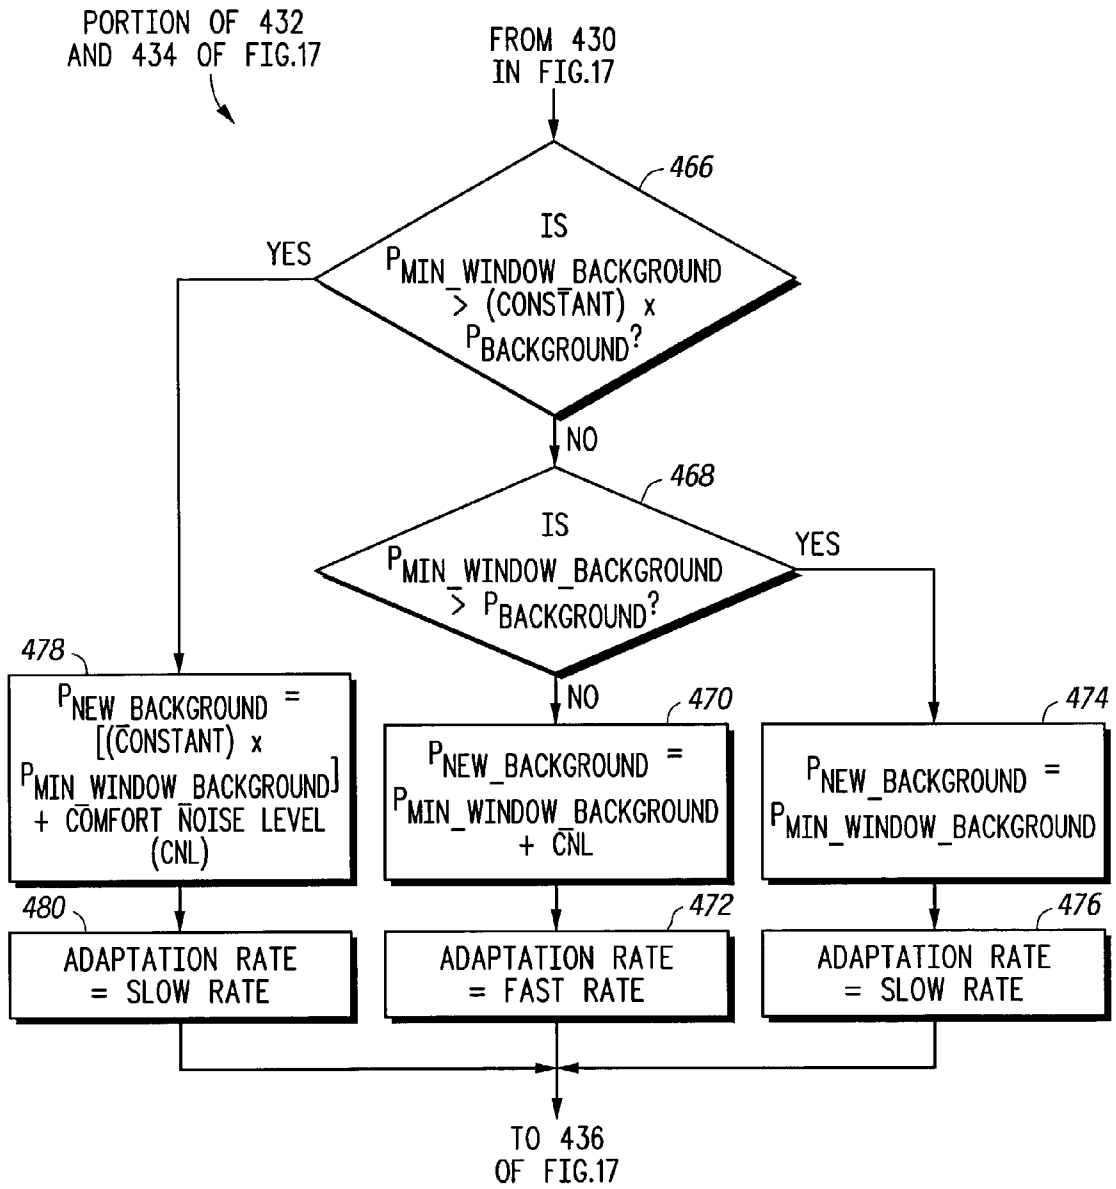 PORTION OF 432
AND 434 OF FIG.17
FROM 430
IN FIG.17
466
IS
PMIN_WINDOW_BACKGROUND
> (CONSTANT) x
PBACKGROUND?
YES
NO
468
IS
PMIN_WINDOW_BACKGROUND
> PBACKGROUND?
YES
NO
478
PNEW_BACKGROUND =
[(CONSTANT) x
PMIN_WINDOW_BACKGROUND]
+ COMFORT NOISE LEVEL
(CNL)
470
PNEW_BACKGROUND =
PMIN_WINDOW_BACKGROUND
+ CNL
474
PNEW_BACKGROUND =
PMIN_WINDOW_BACKGROUND
480
ADAPTATION RATE
= SLOW RATE
472
ADAPTATION RATE
= FAST RATE
476
ADAPTATION RATE
= SLOW RATE
TO 436
OF FIG.17